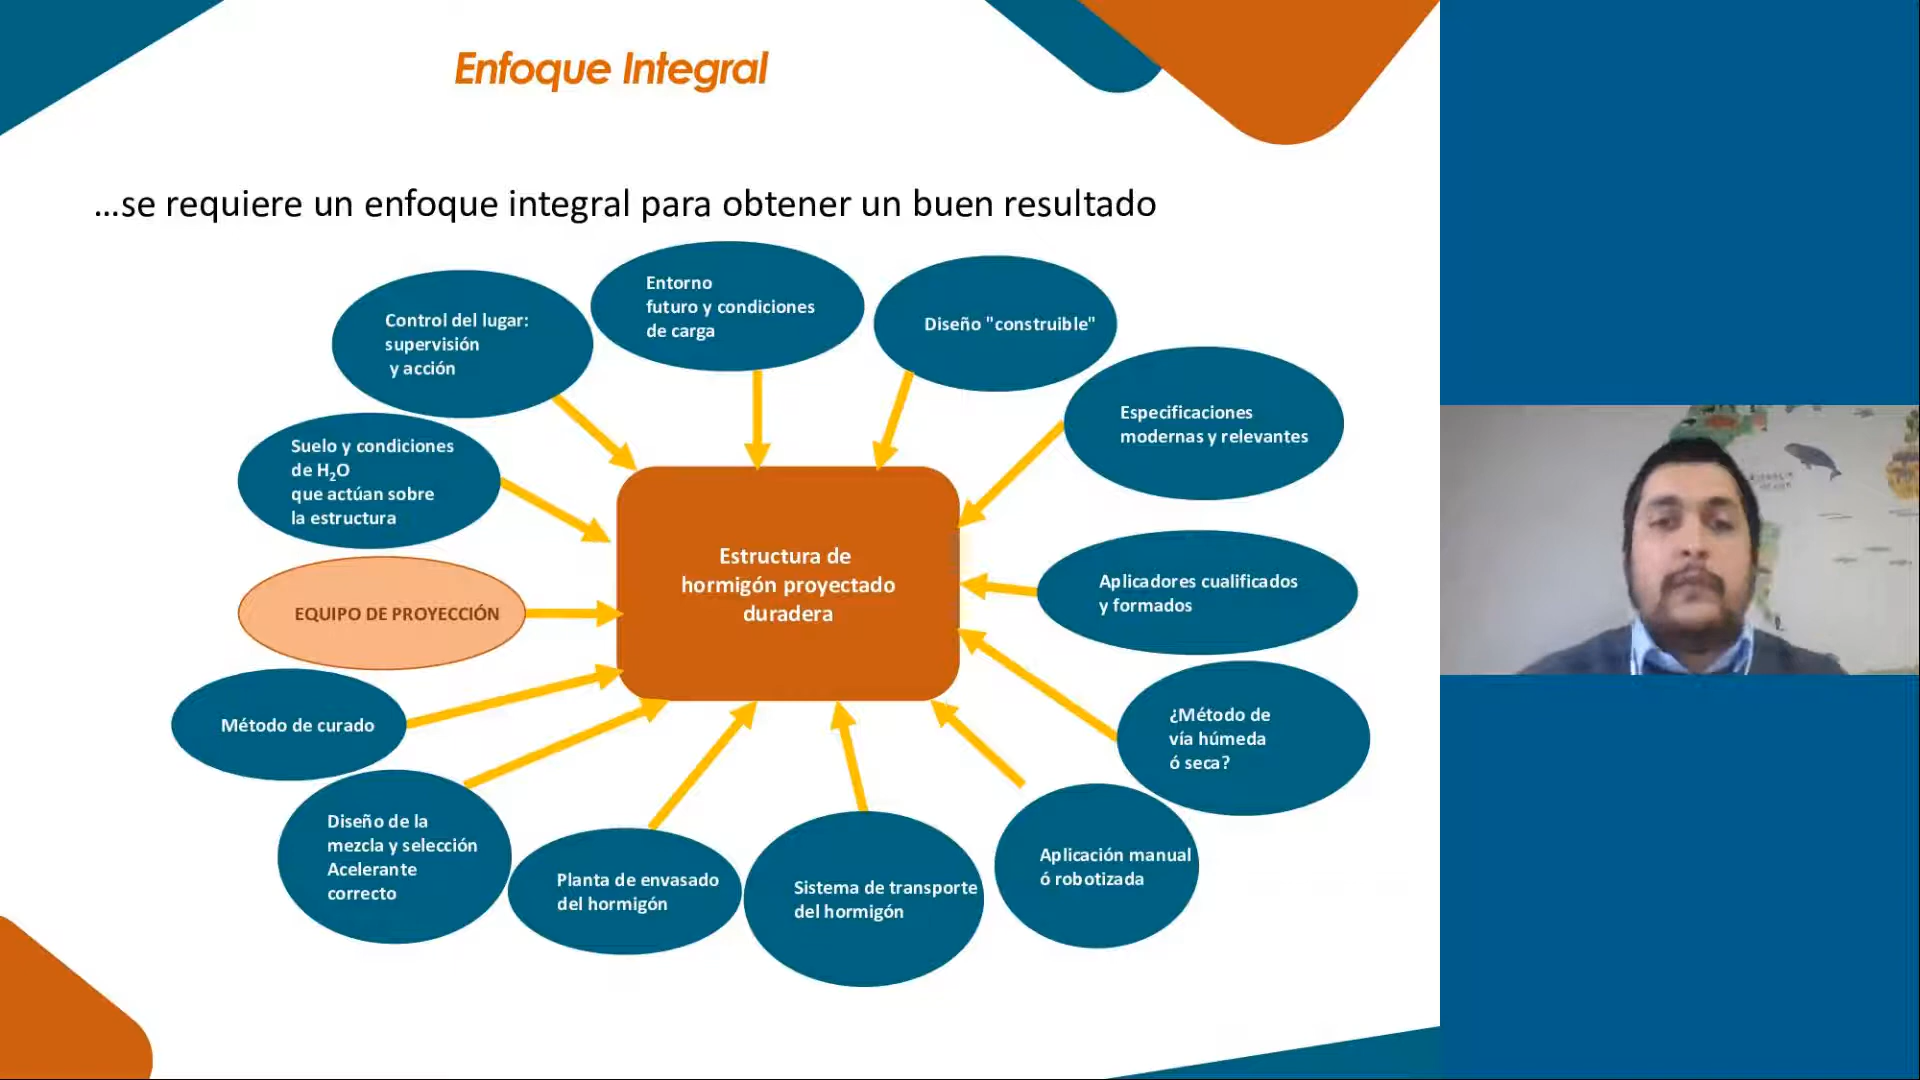 Enfoque Integral
...se requiere un enfoque integral para obtener un buen resultado
Entorno
futuro y condiciones
de carga
Control del lugar:
supervisión
y acción
Diseño "construible"
Especificaciones
modernas y relevantes
Suelo y condiciones
de H₂O
que actúan sobre
la estructura
Estructura de
hormigón proyectado
duradera
EQUIPO DE PROYECCIÓN
Aplicadores cualificados
y formados
Método de curado
¿Método de
vía húmeda
ó seca?
Diseño de la
mezcla y selección
Acelerante
correcto
Planta de envasado
del hormigón
Sistema de transporte
del hormigón
Aplicación manual
ó robotizada